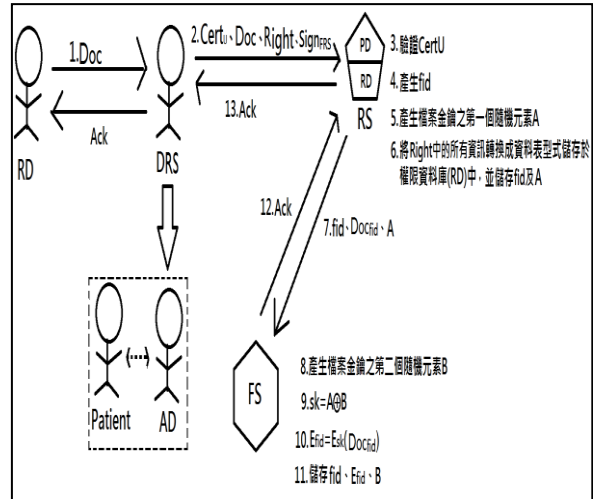 1.Doc
Ack
RD
2.Certᵤ、Doc、Right、Sign_FRS
13.Ack
DRS
PD
RD
RS
3.驗證CertU
4.產生fid
5.產生檔案金鑰之第一個隨機元素A
6.將Right中的所有資訊轉換成資料表型式儲存於
權限資料庫(RD)中，並儲存fid及A
12.Ack
7.fid、Doc_fid、A
Patient
AD
FS
8.產生檔案金鑰之第二個隨機元素B
9.sk=A⊕B
10.E_fid=E_sk(Doc_fid)
11.儲存fid、E_fid、B